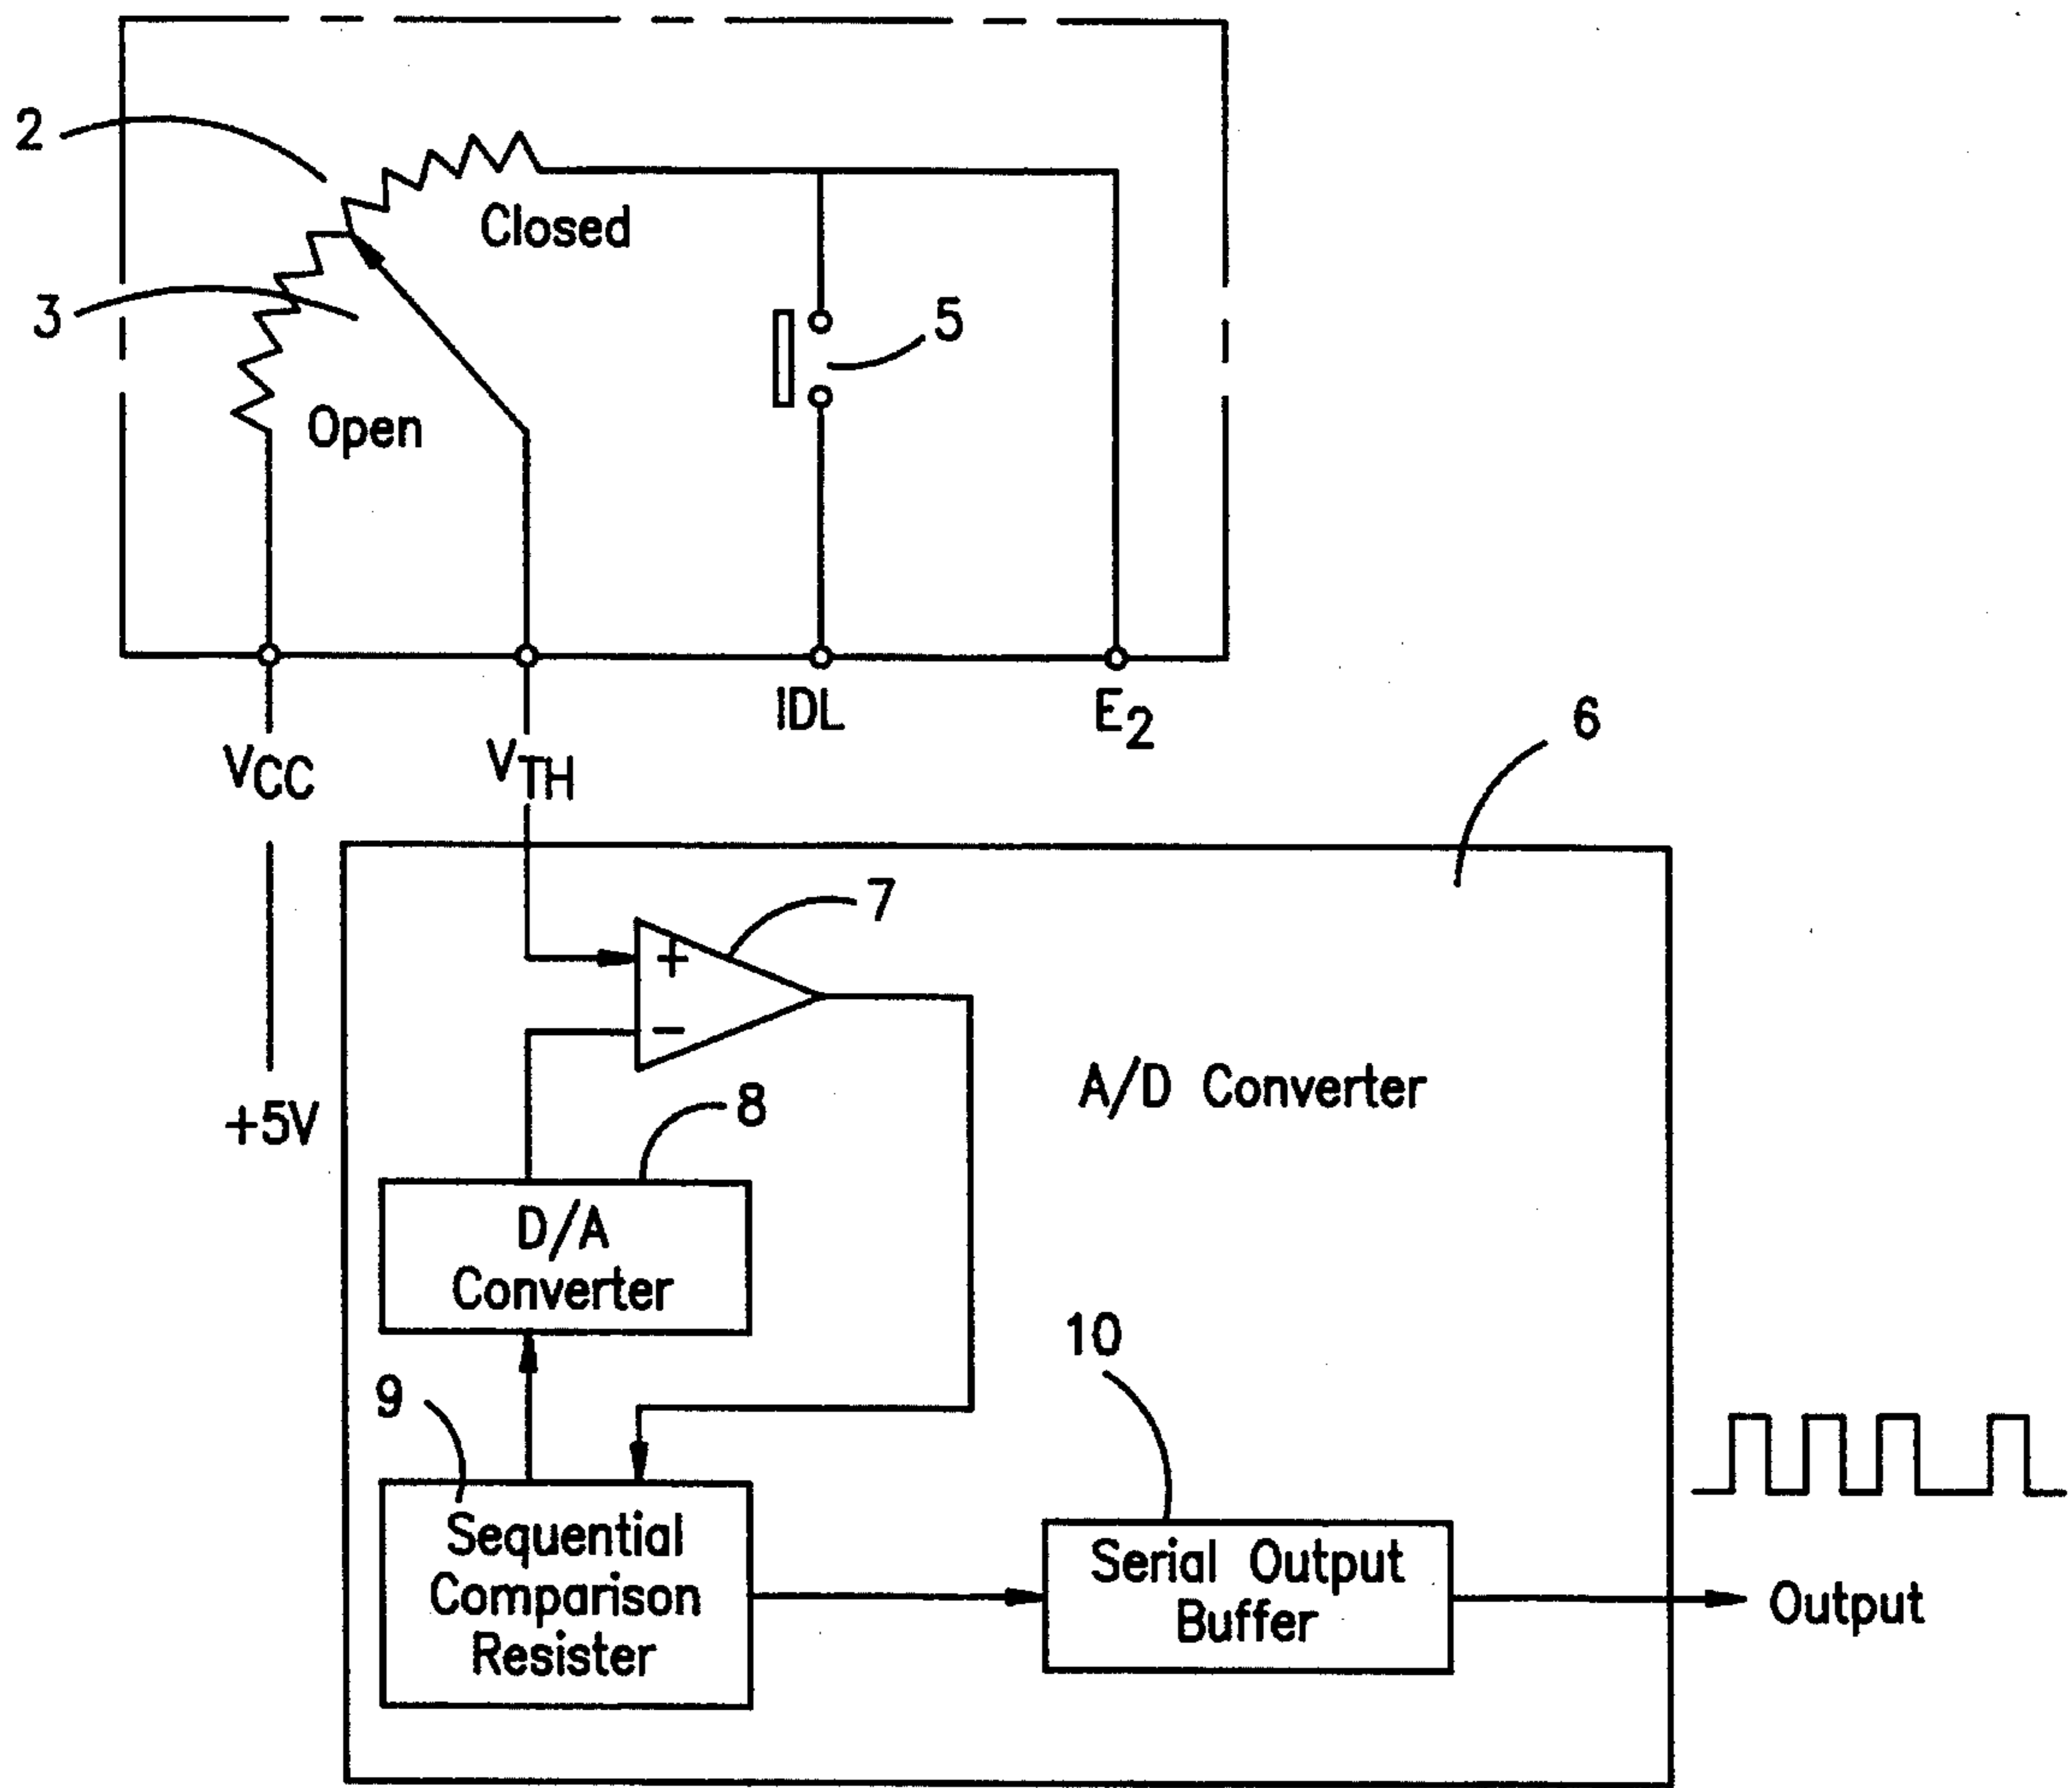 2
Closed
3
5
Open
IDL
E2
VCC
VTH
6
7
+
-
A/D Converter
8
+5V
D/A
Converter
10
9
Sequential
Comparison
Resister
Serial Output
Buffer
Output